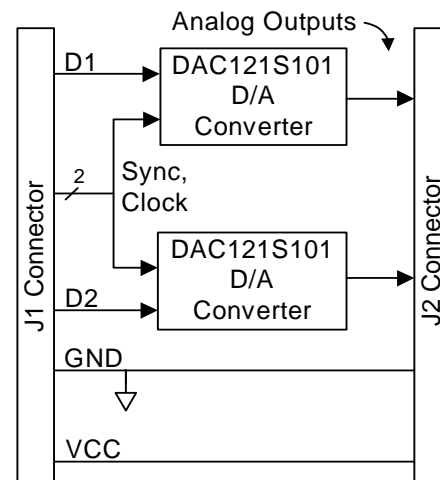 Analog Outputs
D1
DAC121S101
D/A
Converter
2
Sync,
Clock
DAC121S101
D/A
Converter
D2
GND
VCC
J1 Connector
J2 Connector